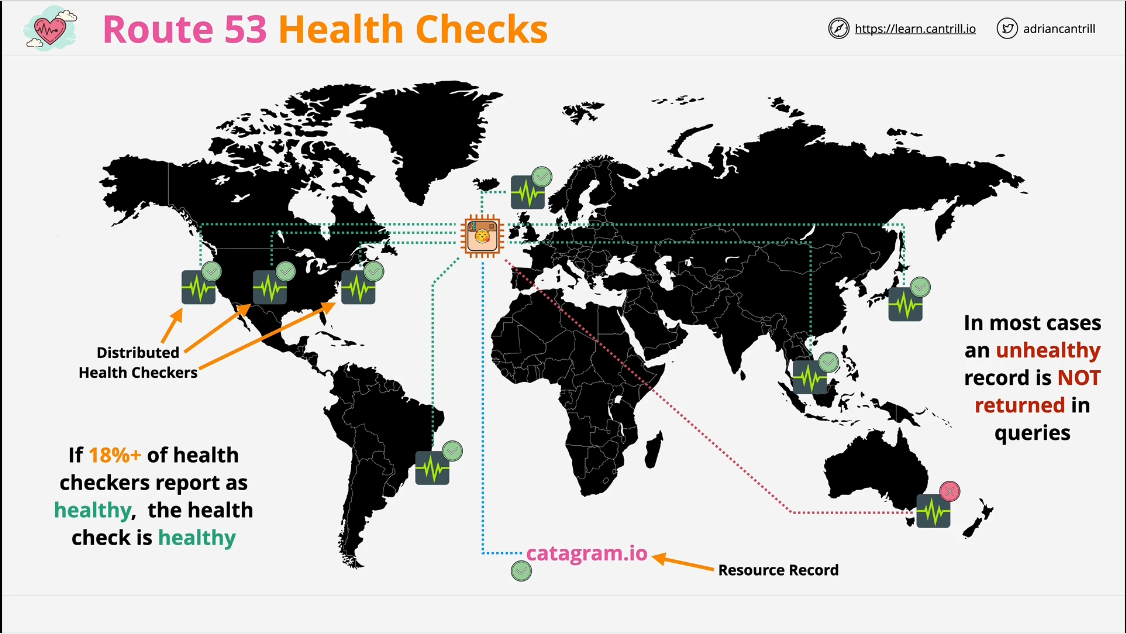 Route 53 Health Checks
https://learn.cantrill.io
adriancantrill
Distributed
Health Checkers
In most cases
an unhealthy
record is NOT
returned in
queries
If 18%+ of health
checkers report as
healthy, the health
check is healthy
catagram.io
Resource Record